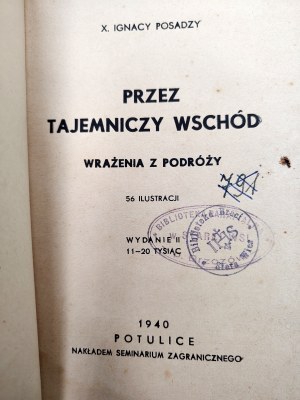 X. IGNACY POSADZY
PRZEZ
TAJEMNICZY WSCHÓD
WRAŻENIA Z PODRÓŻY
791
56 ILUSTRACJI
WYDANIE II
11-20 TYSIĄC
1940
POTULICE
NAKŁADEM SEMINARIUM ZAGRANICZNEGO